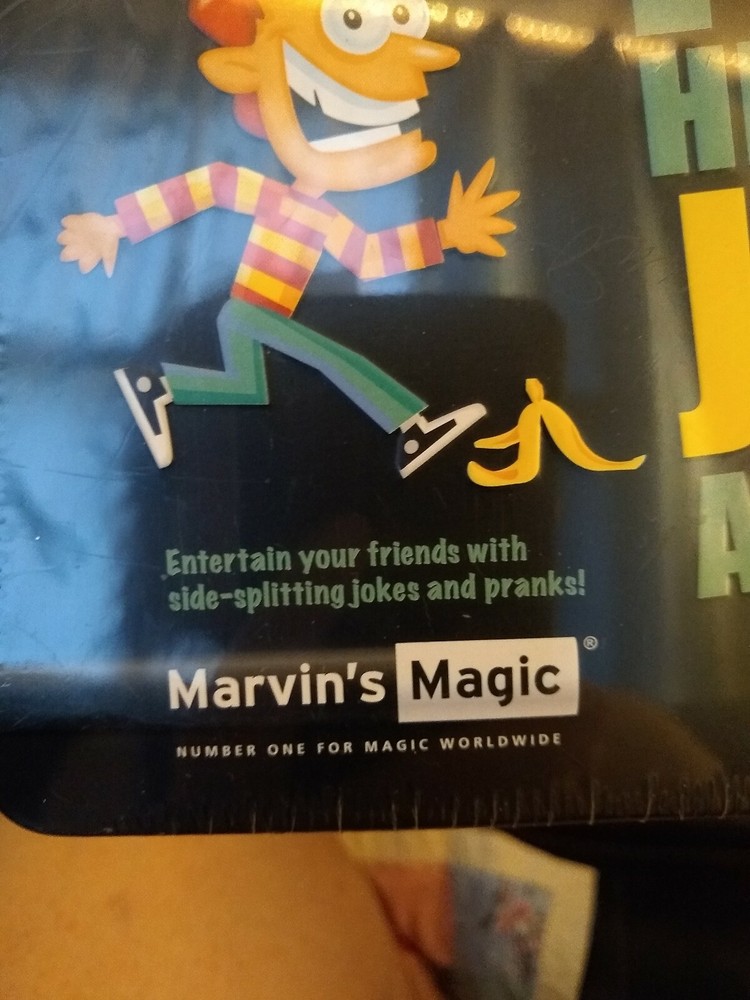 Entertain your friends with
side-splitting jokes and pranks!
Marvin's Magic®
NUMBER ONE FOR MAGIC WORLDWIDE